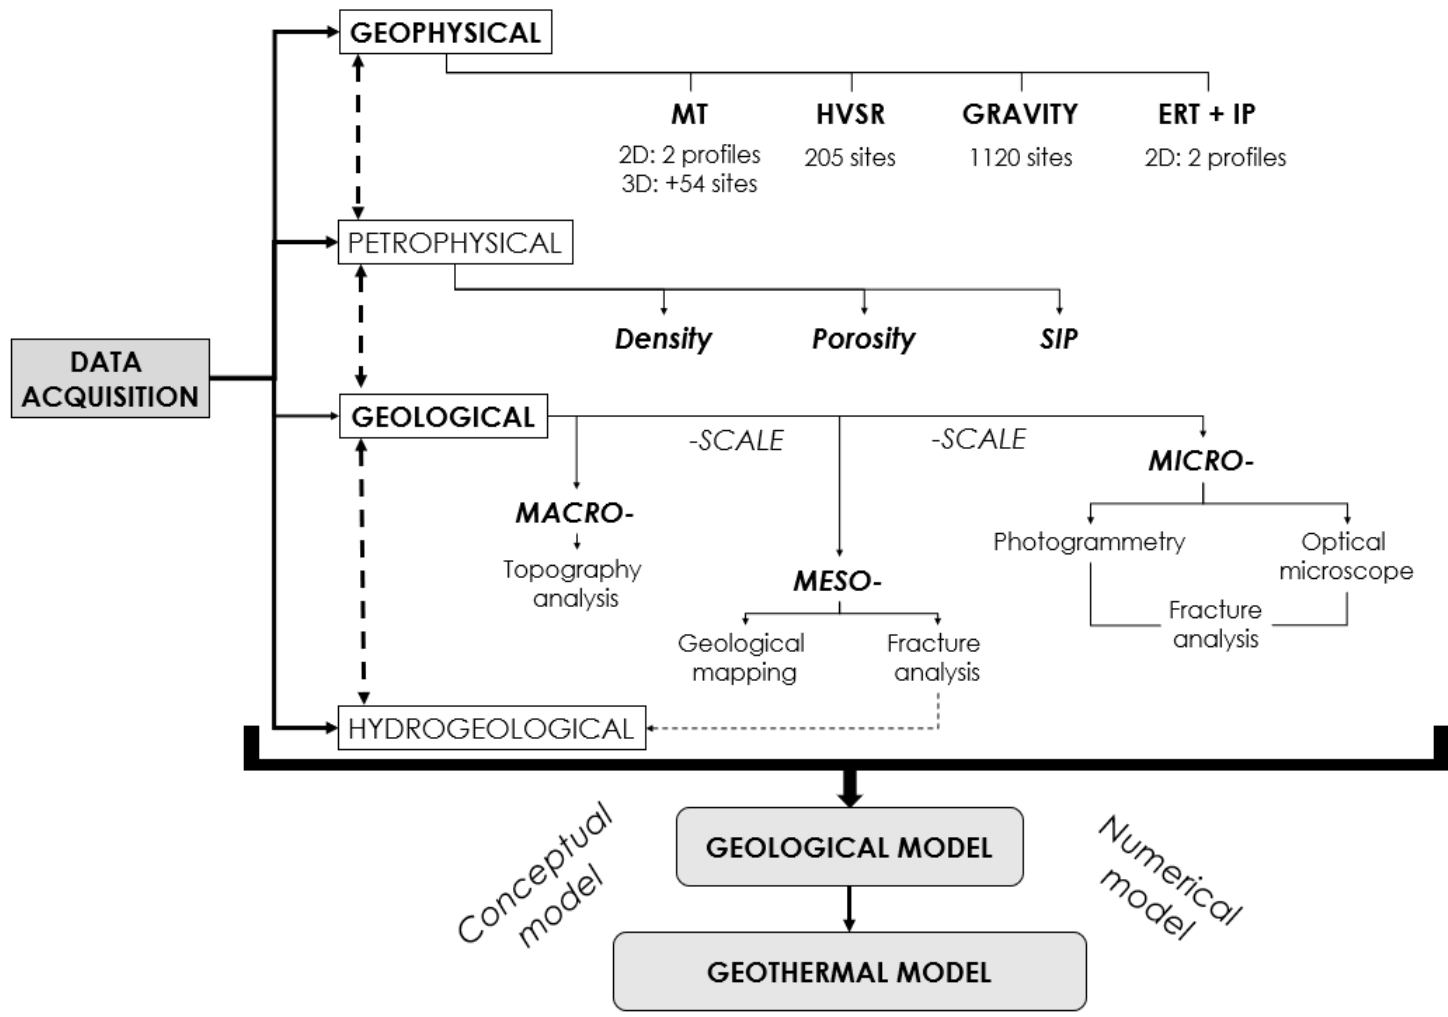 GEOPHYSICAL
MT
HVSR
GRAVITY
ERT + IP
2D: 2 profiles
3D: +54 sites
205 sites
1120 sites
2D: 2 profiles
PETROPHYSICAL
Density
Porosity
SIP
DATA
ACQUISITION
GEOLOGICAL
-SCALE
-SCALE
MICRO-
MACRO-
Topography
analysis
Photogrammetry
Optical
microscope
MESO-
Fracture
analysis
Geological
mapping
Fracture
analysis
HYDROGEOLOGICAL
Conceptual
model
GEOLOGICAL MODEL
Numerical
model
GEOTHERMAL MODEL